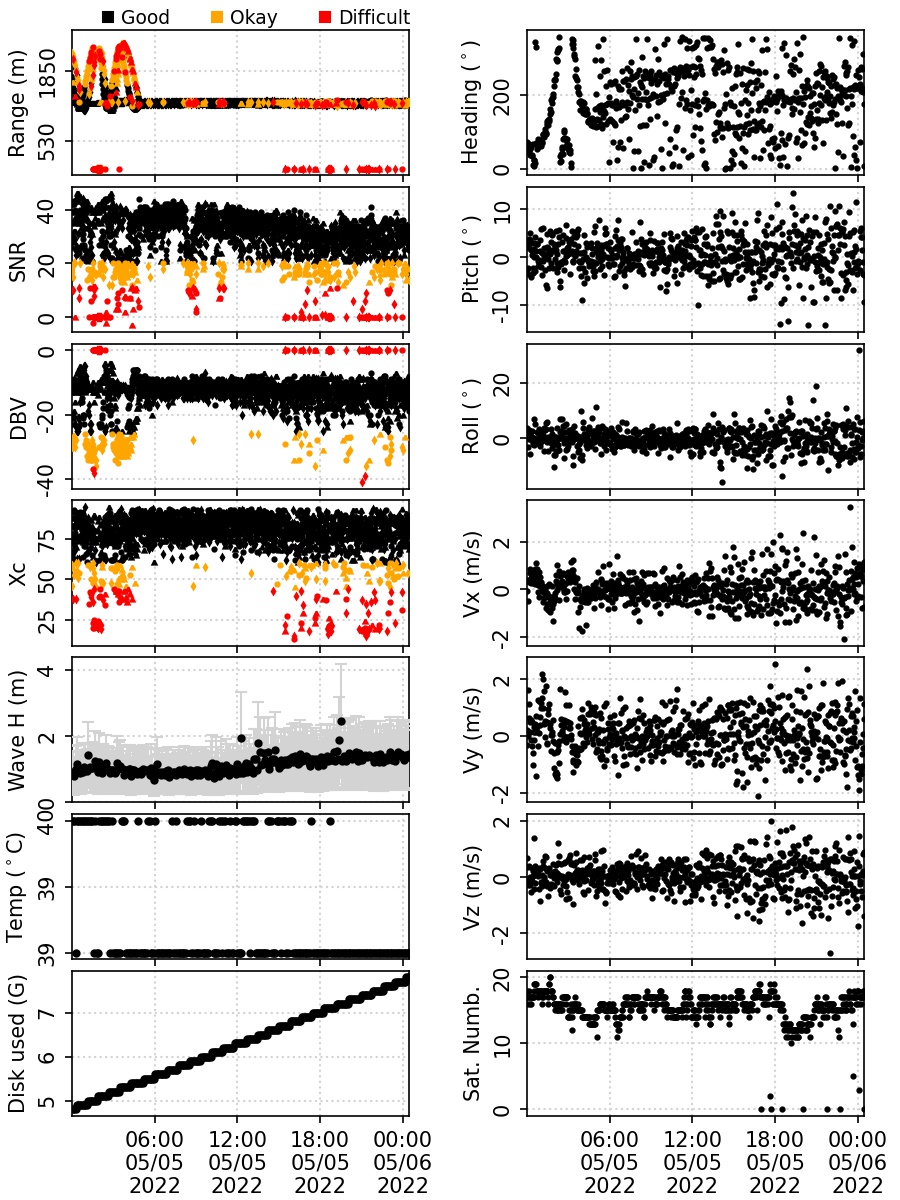 Good Okay Difficult
Range (m)
1850
530
SNR
40
20
0
DBV
0
-20
-40
Xc
75
50
25
Wave H (m)
4
2
Temp (°C)
400
39
39
Disk used (G)
7
6
5
06:00 12:00 18:00 00:00
05/05 05/05 05/05 05/06
2022 2022 2022 2022
Heading (°)
200
0
Pitch (°)
10
0
-10
Roll (°)
20
0
Vx (m/s)
2
0
-2
Vy (m/s)
2
0
-2
Vz (m/s)
2
0
-2
Sat. Numb.
20
10
0
06:00 12:00 18:00 00:00
05/05 05/05 05/05 05/06
2022 2022 2022 2022